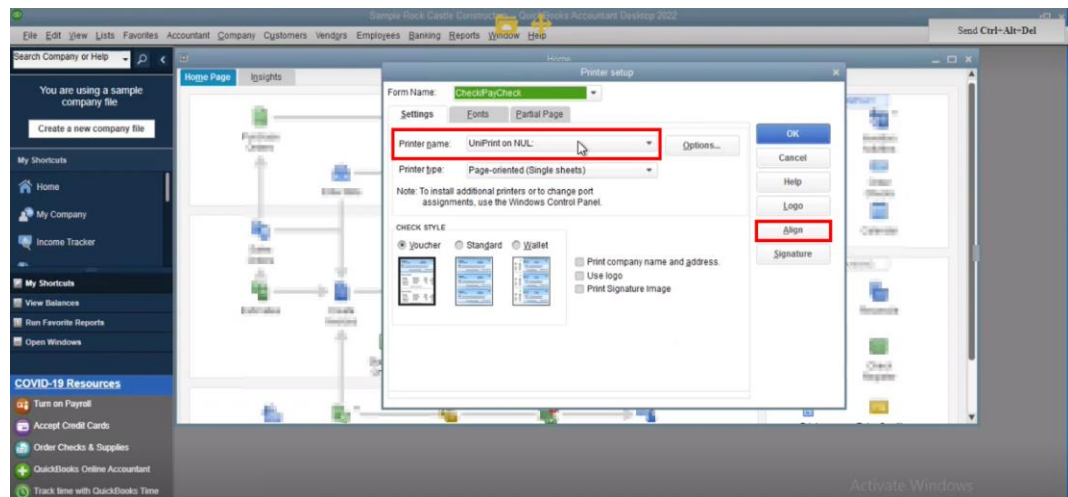 Sample Rock Castle Construction - QuickBooks Accountant Desktop 2022
File Edit View Lists Favorites Accountant Company Customers Vendors Employees Banking Reports Window Help
Send Ctrl+Alt+Del
Search Company or Help
Home
Home Page Insights
You are using a sample
company file
Create a new company file
My Shortcuts
Home
My Company
Income Tracker
My Shortcuts
View Balances
Run Favorite Reports
Open Windows
COVID-19 Resources
Turn on Payroll
Accept Credit Cards
Order Checks & Supplies
QuickBooks Online Accountant
Track time with QuickBooks Time
Printer setup
Form Name: Check/PayCheck
Settings Fonts Partial Page
Printer name: UniPrint on NUL: Options...
Printer type: Page-oriented (Single sheets)
Note: To install additional printers or to change port
assignments, use the Windows Control Panel.
CHECK STYLE
Voucher Standard Wallet
Print company name and address.
Use logo
Print Signature Image
OK
Cancel
Help
Logo
Align
Signature
Calendar
Reconcile
Check
Register
Estimates
Create
Activate Windows